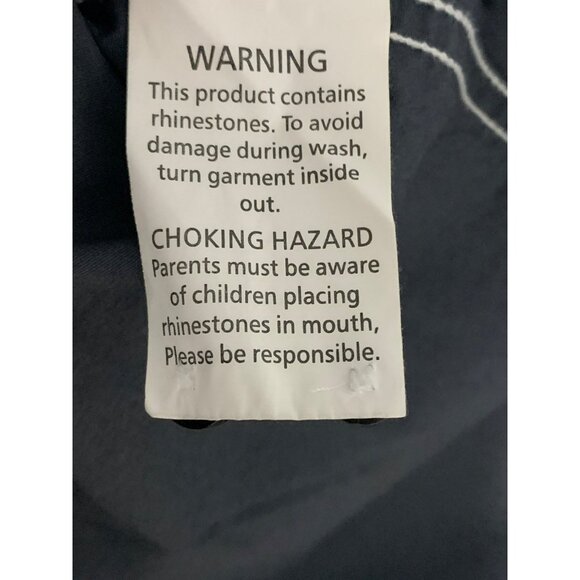 WARNING
This product contains
rhinestones. To avoid
damage during wash,
turn garment inside
out.
CHOKING HAZARD
Parents must be aware
of children placing
rhinestones in mouth,
Please be responsible.